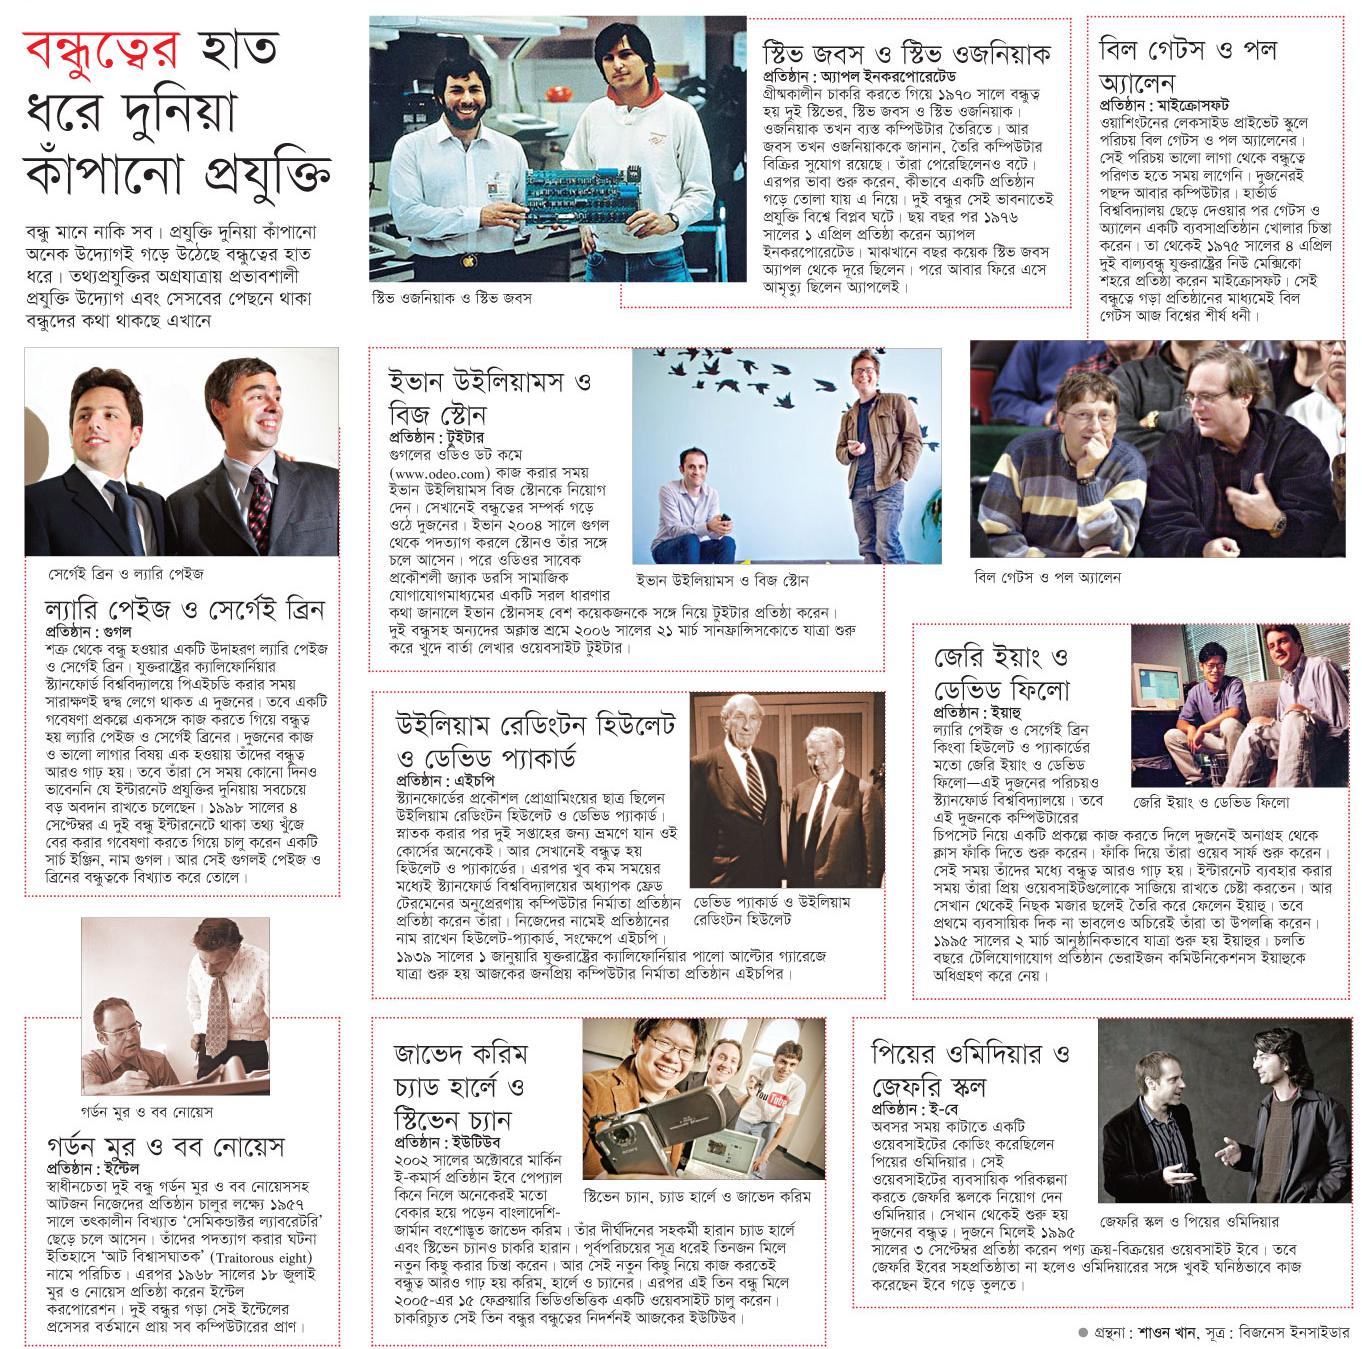 বন্ধুত্বের হাত
ধরে দুনিয়া
কাঁপানো প্রযুক্তি
বন্ধু মানে নাকি সব। প্রযুক্তি দুনিয়া কাঁপানো
অনেক উদ্যোগই গড়ে উঠেছে বন্ধুত্বের হাত
ধরে। তথ্যপ্রযুক্তির অগ্রযাত্রায় প্রভাবশালী
প্রযুক্তি উদ্যোগ এবং সেসবের পেছনে থাকা
বন্ধুদের কথা থাকছে এখানে
স্টিভ ওজনিয়াক ও স্টিভ জবস
স্টিভ জবস ও স্টিভ ওজনিয়াক
প্রতিষ্ঠান : অ্যাপল ইনকরপোরেটেড
গ্রীষ্মকালীন চাকরি করতে গিয়ে ১৯৭০ সালে বন্ধুত্ব
হয় দুই স্টিভের, স্টিভ জবস ও স্টিভ ওজনিয়াক।
ওজনিয়াক তখন ব্যস্ত কম্পিউটার তৈরিতে। আর
জবস তখন ওজনিয়াককে জানান, তৈরি কম্পিউটার
বিক্রির সুযোগ রয়েছে। তাঁরা পেরেছিলেনও বটে।
এরপর ভাবা শুরু করেন, কীভাবে একটি প্রতিষ্ঠান
গড়ে তোলা যায় এ নিয়ে। দুই বন্ধুর সেই ভাবনাতেই
প্রযুক্তি বিশ্বে বিপ্লব ঘটে। ছয় বছর পর ১৯৭৬
সালের ১ এপ্রিল প্রতিষ্ঠা করেন অ্যাপল
ইনকরপোরেটেড। মাঝখানে বছর কয়েক স্টিভ জবস
অ্যাপল থেকে দূরে ছিলেন। পরে আবার ফিরে এসে
আমৃত্যু ছিলেন অ্যাপলেই।
বিল গেটস ও পল
অ্যালেন
প্রতিষ্ঠান : মাইক্রোসফট
ওয়াশিংটনের লেকসাইড প্রাইভেট স্কুলে
পরিচয় বিল গেটস ও পল অ্যালেনের।
সেই পরিচয় ভালো লাগা থেকে বন্ধুত্বে
পরিণত হতে সময় লাগেনি। দুজনেরই
পছন্দ আবার কম্পিউটার। হার্ভার্ড
বিশ্ববিদ্যালয় ছেড়ে দেওয়ার পর গেটস ও
অ্যালেন একটি ব্যবসাপ্রতিষ্ঠান খোলার চিন্তা
করেন। তা থেকেই ১৯৭৫ সালের ৪ এপ্রিল
দুই বাল্যবন্ধু যুক্তরাষ্ট্রের নিউ মেক্সিকো
শহরে প্রতিষ্ঠা করেন মাইক্রোসফট। সেই
বন্ধুত্বে গড়া প্রতিষ্ঠানের মাধ্যমেই বিল
গেটস আজ বিশ্বের শীর্ষ ধনী।
বিল গেটস ও পল অ্যালেন
সের্গেই ব্রিন ও ল্যারি পেইজ
ল্যারি পেইজ ও সের্গেই ব্রিন
প্রতিষ্ঠান : গুগল
শত্রু থেকে বন্ধু হওয়ার একটি উদাহরণ ল্যারি পেইজ
ও সের্গেই ব্রিন। যুক্তরাষ্ট্রের ক্যালিফোর্নিয়ার
স্ট্যানফোর্ড বিশ্ববিদ্যালয়ে পিএইচডি করার সময়
সারাক্ষণই দ্বন্দ্ব লেগে থাকত এ দুজনের। তবে একটি
গবেষণা প্রকল্পে একসঙ্গে কাজ করতে গিয়ে বন্ধুত্ব
হয় ল্যারি পেইজ ও সের্গেই ব্রিনের। দুজনের কাজ
ও ভালো লাগার বিষয় এক হওয়ায় তাঁদের বন্ধুত্ব
আরও গাঢ় হয়। তবে তাঁরা সে সময় কোনো দিনও
ভাবেননি যে ইন্টারনেট প্রযুক্তির দুনিয়ায় সবচেয়ে
বড় অবদান রাখতে চলেছেন। ১৯৯৮ সালের ৪
সেপ্টেম্বর এ দুই বন্ধু ইন্টারনেটে থাকা তথ্য খুঁজে
বের করার গবেষণা করতে গিয়ে চালু করেন একটি
সার্চ ইঞ্জিন, নাম গুগল। আর সেই গুগলই পেইজ ও
ব্রিনের বন্ধুত্বকে বিখ্যাত করে তোলে।
ইভান উইলিয়ামস ও
বিজ স্টোন
প্রতিষ্ঠান : টুইটার
গুগলের ওডিও ডট কমে
(www.odeo.com) কাজ করার সময়
ইভান উইলিয়ামস বিজ স্টোনকে নিয়োগ
দেন। সেখানেই বন্ধুত্বের সম্পর্ক গড়ে
ওঠে দুজনের। ইভান ২০০৪ সালে গুগল
থেকে পদত্যাগ করলে স্টোনও তাঁর সঙ্গে
চলে আসেন। পরে ওডিওর সাবেক
প্রকৌশলী জ্যাক ডরসি সামাজিক
যোগাযোগমাধ্যমের একটি সরল ধারণার
কথা জানালে ইভান স্টোনসহ বেশ কয়েকজনকে সঙ্গে নিয়ে টুইটার প্রতিষ্ঠা করেন।
দুই বন্ধুসহ অন্যদের অক্লান্ত শ্রমে ২০০৬ সালের ২১ মার্চ সানফ্রান্সিসকোতে যাত্রা শুরু
করে খুদে বার্তা লেখার ওয়েবসাইট টুইটার।
ইভান উইলিয়ামস ও বিজ স্টোন
উইলিয়াম রেডিংটন হিউলেট
ও ডেভিড প্যাকার্ড
প্রতিষ্ঠান : এইচপি
স্ট্যানফোর্ডের প্রকৌশল প্রোগ্রামিংয়ের ছাত্র ছিলেন
উইলিয়াম রেডিংটন হিউলেট ও ডেভিড প্যাকার্ড।
স্নাতক করার পর দুই সপ্তাহের জন্য ভ্রমণে যান ওই
কোর্সের অনেকেই। আর সেখানেই বন্ধুত্ব হয়
হিউলেট ও প্যাকার্ডের। এরপর খুব কম সময়ের
মধ্যেই স্ট্যানফোর্ড বিশ্ববিদ্যালয়ের অধ্যাপক ফ্রেড
টেরমেনের অনুপ্রেরণায় কম্পিউটার নির্মাতা প্রতিষ্ঠান
প্রতিষ্ঠা করেন তাঁরা। নিজেদের নামেই প্রতিষ্ঠানের
নাম রাখেন হিউলেট-প্যাকার্ড, সংক্ষেপে এইচপি।
১৯৩৯ সালের ১ জানুয়ারি যুক্তরাষ্ট্রের ক্যালিফোর্নিয়ার পালো আল্টোর গ্যারেজে
যাত্রা শুরু হয় আজকের জনপ্রিয় কম্পিউটার নির্মাতা প্রতিষ্ঠান এইচপির।
ডেভিড প্যাকার্ড ও উইলিয়াম
রেডিংটন হিউলেট
জেরি ইয়াং ও
ডেভিড ফিলো
প্রতিষ্ঠান : ইয়াহু
ল্যারি পেইজ ও সের্গেই ব্রিন
কিংবা হিউলেট ও প্যাকার্ডের
মতো জেরি ইয়াং ও ডেভিড
ফিলো—এই দুজনের পরিচয়ও
স্ট্যানফোর্ড বিশ্ববিদ্যালয়ে। তবে
এই দুজনকে কম্পিউটারের
চিপসেট নিয়ে একটি প্রকল্পে কাজ করতে দিলে দুজনেই অনাগ্রহ থেকে
ক্লাস ফাঁকি দিতে শুরু করেন। ফাঁকি দিয়ে তাঁরা ওয়েব সার্ফ শুরু করেন।
সেই সময় তাঁদের মধ্যে বন্ধুত্ব আরও গাঢ় হয়। ইন্টারনেট ব্যবহার করার
সময় তাঁরা প্রিয় ওয়েবসাইটগুলোকে সাজিয়ে রাখতে চেষ্টা করতেন। আর
সেখান থেকেই নিছক মজার ছলেই তৈরি করে ফেলেন ইয়াহু। তবে
প্রথমে ব্যবসায়িক দিক না ভাবলেও অচিরেই তাঁরা তা উপলব্ধি করেন।
১৯৯৫ সালের ২ মার্চ আনুষ্ঠানিকভাবে যাত্রা শুরু হয় ইয়াহুর। চলতি
বছরে টেলিযোগাযোগ প্রতিষ্ঠান ভেরাইজন কমিউনিকেশনস ইয়াহুকে
অধিগ্রহণ করে নেয়।
জেরি ইয়াং ও ডেভিড ফিলো
গর্ডন মুর ও বব নোয়েস
গর্ডন মুর ও বব নোয়েস
প্রতিষ্ঠান : ইন্টেল
স্বাধীনচেতা দুই বন্ধু গর্ডন মুর ও বব নোয়েসসহ
আটজন নিজেদের প্রতিষ্ঠান চালুর লক্ষ্যে ১৯৫৭
সালে তৎকালীন বিখ্যাত ‘সেমিকন্ডাক্টর ল্যাবরেটরি’
ছেড়ে চলে আসেন। তাঁদের পদত্যাগ করার ঘটনা
ইতিহাসে ‘আট বিশ্বাসঘাতক’ (Traitorous eight)
নামে পরিচিত। এরপর ১৯৬৮ সালের ১৮ জুলাই
মুর ও নোয়েস প্রতিষ্ঠা করেন ইন্টেল
করপোরেশন। দুই বন্ধুর গড়া সেই ইন্টেলের
প্রসেসর বর্তমানে প্রায় সব কম্পিউটারের প্রাণ।
জাভেদ করিম
চ্যাড হার্লে ও
স্টিভেন চ্যান
প্রতিষ্ঠান : ইউটিউব
২০০২ সালের অক্টোবরে মার্কিন
ই-কমার্স প্রতিষ্ঠান ইবে পেপ্যাল
কিনে নিলে অনেকেরই মতো
বেকার হয়ে পড়েন বাংলাদেশি-
জার্মান বংশোদ্ভূত জাভেদ করিম। তাঁর দীর্ঘদিনের সহকর্মী হারান চ্যাড হার্লে
এবং স্টিভেন চ্যানও চাকরি হারান। পূর্বপরিচয়ের সূত্র ধরেই তিনজন মিলে
নতুন কিছু করার চিন্তা করেন। আর সেই নতুন কিছু নিয়ে কাজ করতেই
বন্ধুত্ব আরও গাঢ় হয় করিম, হার্লে ও চ্যানের। এরপর এই তিন বন্ধু মিলে
২০০৫-এর ১৫ ফেব্রুয়ারি ভিডিওভিত্তিক একটি ওয়েবসাইট চালু করেন।
চাকরিচ্যুত সেই তিন বন্ধুর বন্ধুত্বের নিদর্শনই আজকের ইউটিউব।
You Tube
SONY
স্টিভেন চ্যান, চ্যাড হার্লে ও জাভেদ করিম
পিয়ের ওমিদিয়ার ও
জেফরি স্কল
প্রতিষ্ঠান : ই-বে
অবসর সময় কাটাতে একটি
ওয়েবসাইটের কোডিং করেছিলেন
পিয়ের ওমিদিয়ার। সেই
ওয়েবসাইটের ব্যবসায়িক পরিকল্পনা
করতে জেফরি স্কলকে নিয়োগ দেন
ওমিদিয়ার। সেখান থেকেই শুরু হয়
দুজনের বন্ধুত্ব। দুজনে মিলেই ১৯৯৫
সালের ৩ সেপ্টেম্বর প্রতিষ্ঠা করেন পণ্য ক্রয়-বিক্রয়ের ওয়েবসাইট ইবে। তবে
জেফরি ইবের সহপ্রতিষ্ঠাতা না হলেও ওমিদিয়ারের সঙ্গে খুবই ঘনিষ্ঠভাবে কাজ
করেছেন ইবে গড়ে তুলতে।
জেফরি স্কল ও পিয়ের ওমিদিয়ার
● গ্রন্থনা : শাওন খান, সূত্র : বিজনেস ইনসাইডার